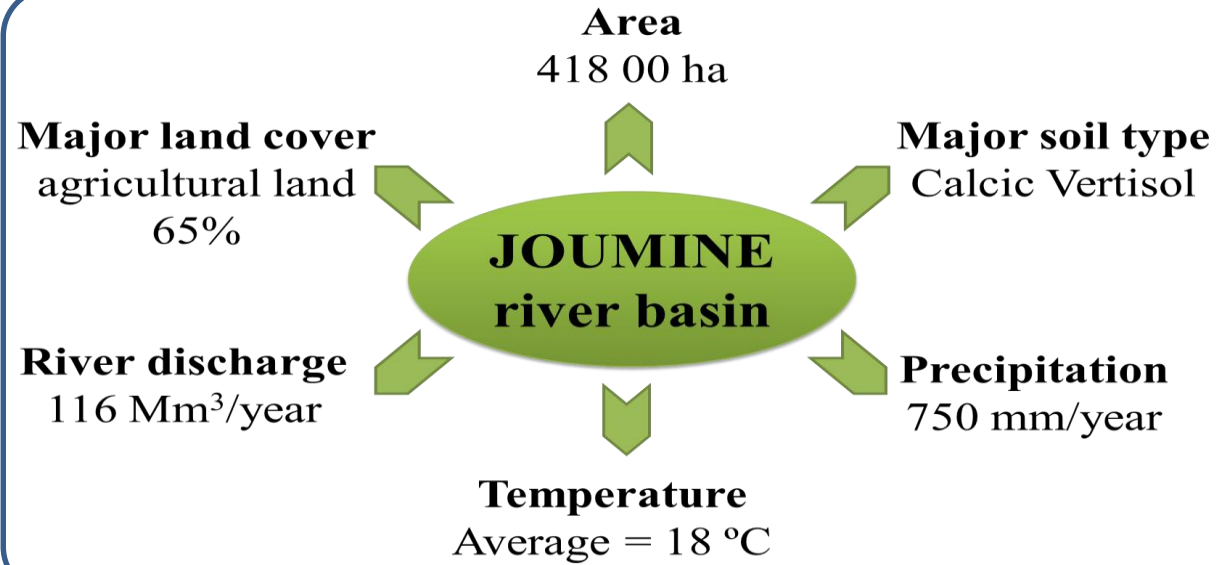 Area
418 00 ha
Major land cover
agricultural land
65%
Major soil type
Calcic Vertisol
JOUMINE
river basin
River discharge
116 Mm³/year
Precipitation
750 mm/year
Temperature
Average = 18 ºC